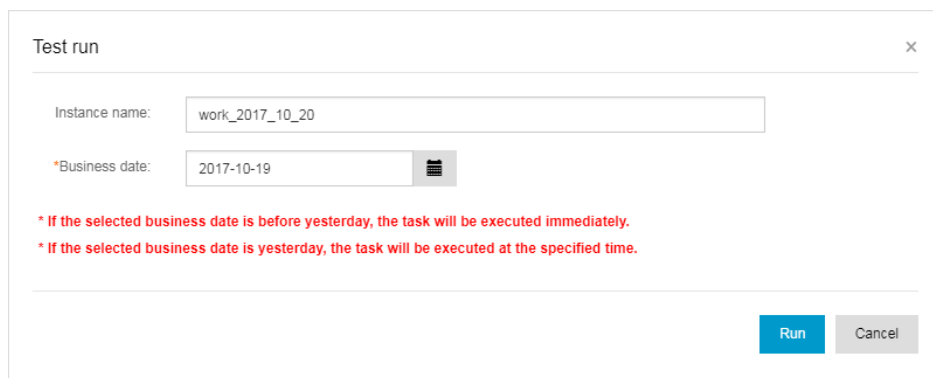 Test run ×
Instance name: work_2017_10_20
*Business date: 2017-10-19
* If the selected business date is before yesterday, the task will be executed immediately.
* If the selected business date is yesterday, the task will be executed at the specified time.
Run Cancel